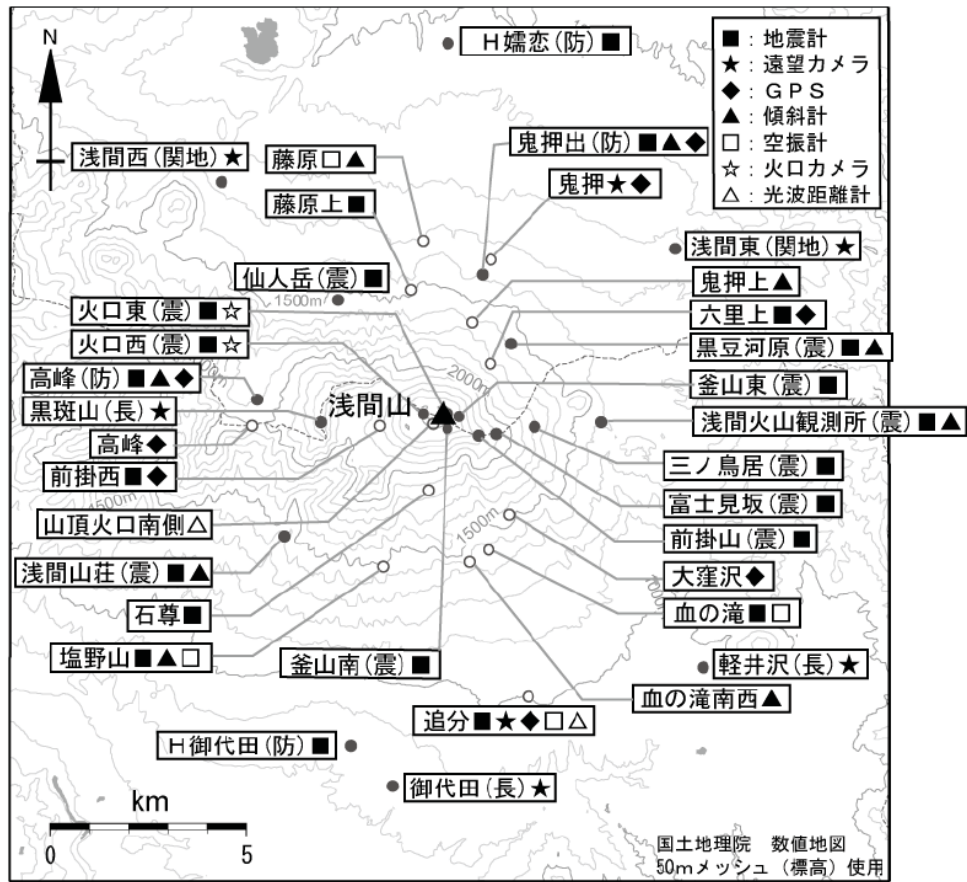 N
H嬬恋(防)■
■：地震計
★：遠望カメラ
◆：ＧＰＳ
▲：傾斜計
□：空振計
☆：火口カメラ
△：光波距離計
浅間西(関地)★
藤原□▲
鬼押出(防)■▲◆
鬼押★◆
藤原上■
浅間東(関地)★
仙人岳(震)■
1500m
鬼押上▲
火口東(震)■☆
六里上■◆
火口西(震)■☆
黒豆河原(震)■▲
2000m
高峰(防)■▲◆
釜山東(震)■
黒斑山(長)★
浅間山
浅間火山観測所(震)■▲
高峰◆
三ノ鳥居(震)■
前掛西■◆
富士見坂(震)■
1500m
山頂火口南側△
1500m
前掛山(震)■
浅間山荘(震)■▲
大窪沢◆
石尊■
血の滝■□
塩野山■▲□
釜山南(震)■
軽井沢(長)★
血の滝南西▲
追分■★◆□△
H御代田(防)■
御代田(長)★
km
0 5
国土地理院　数値地図
50mメッシュ（標高）使用